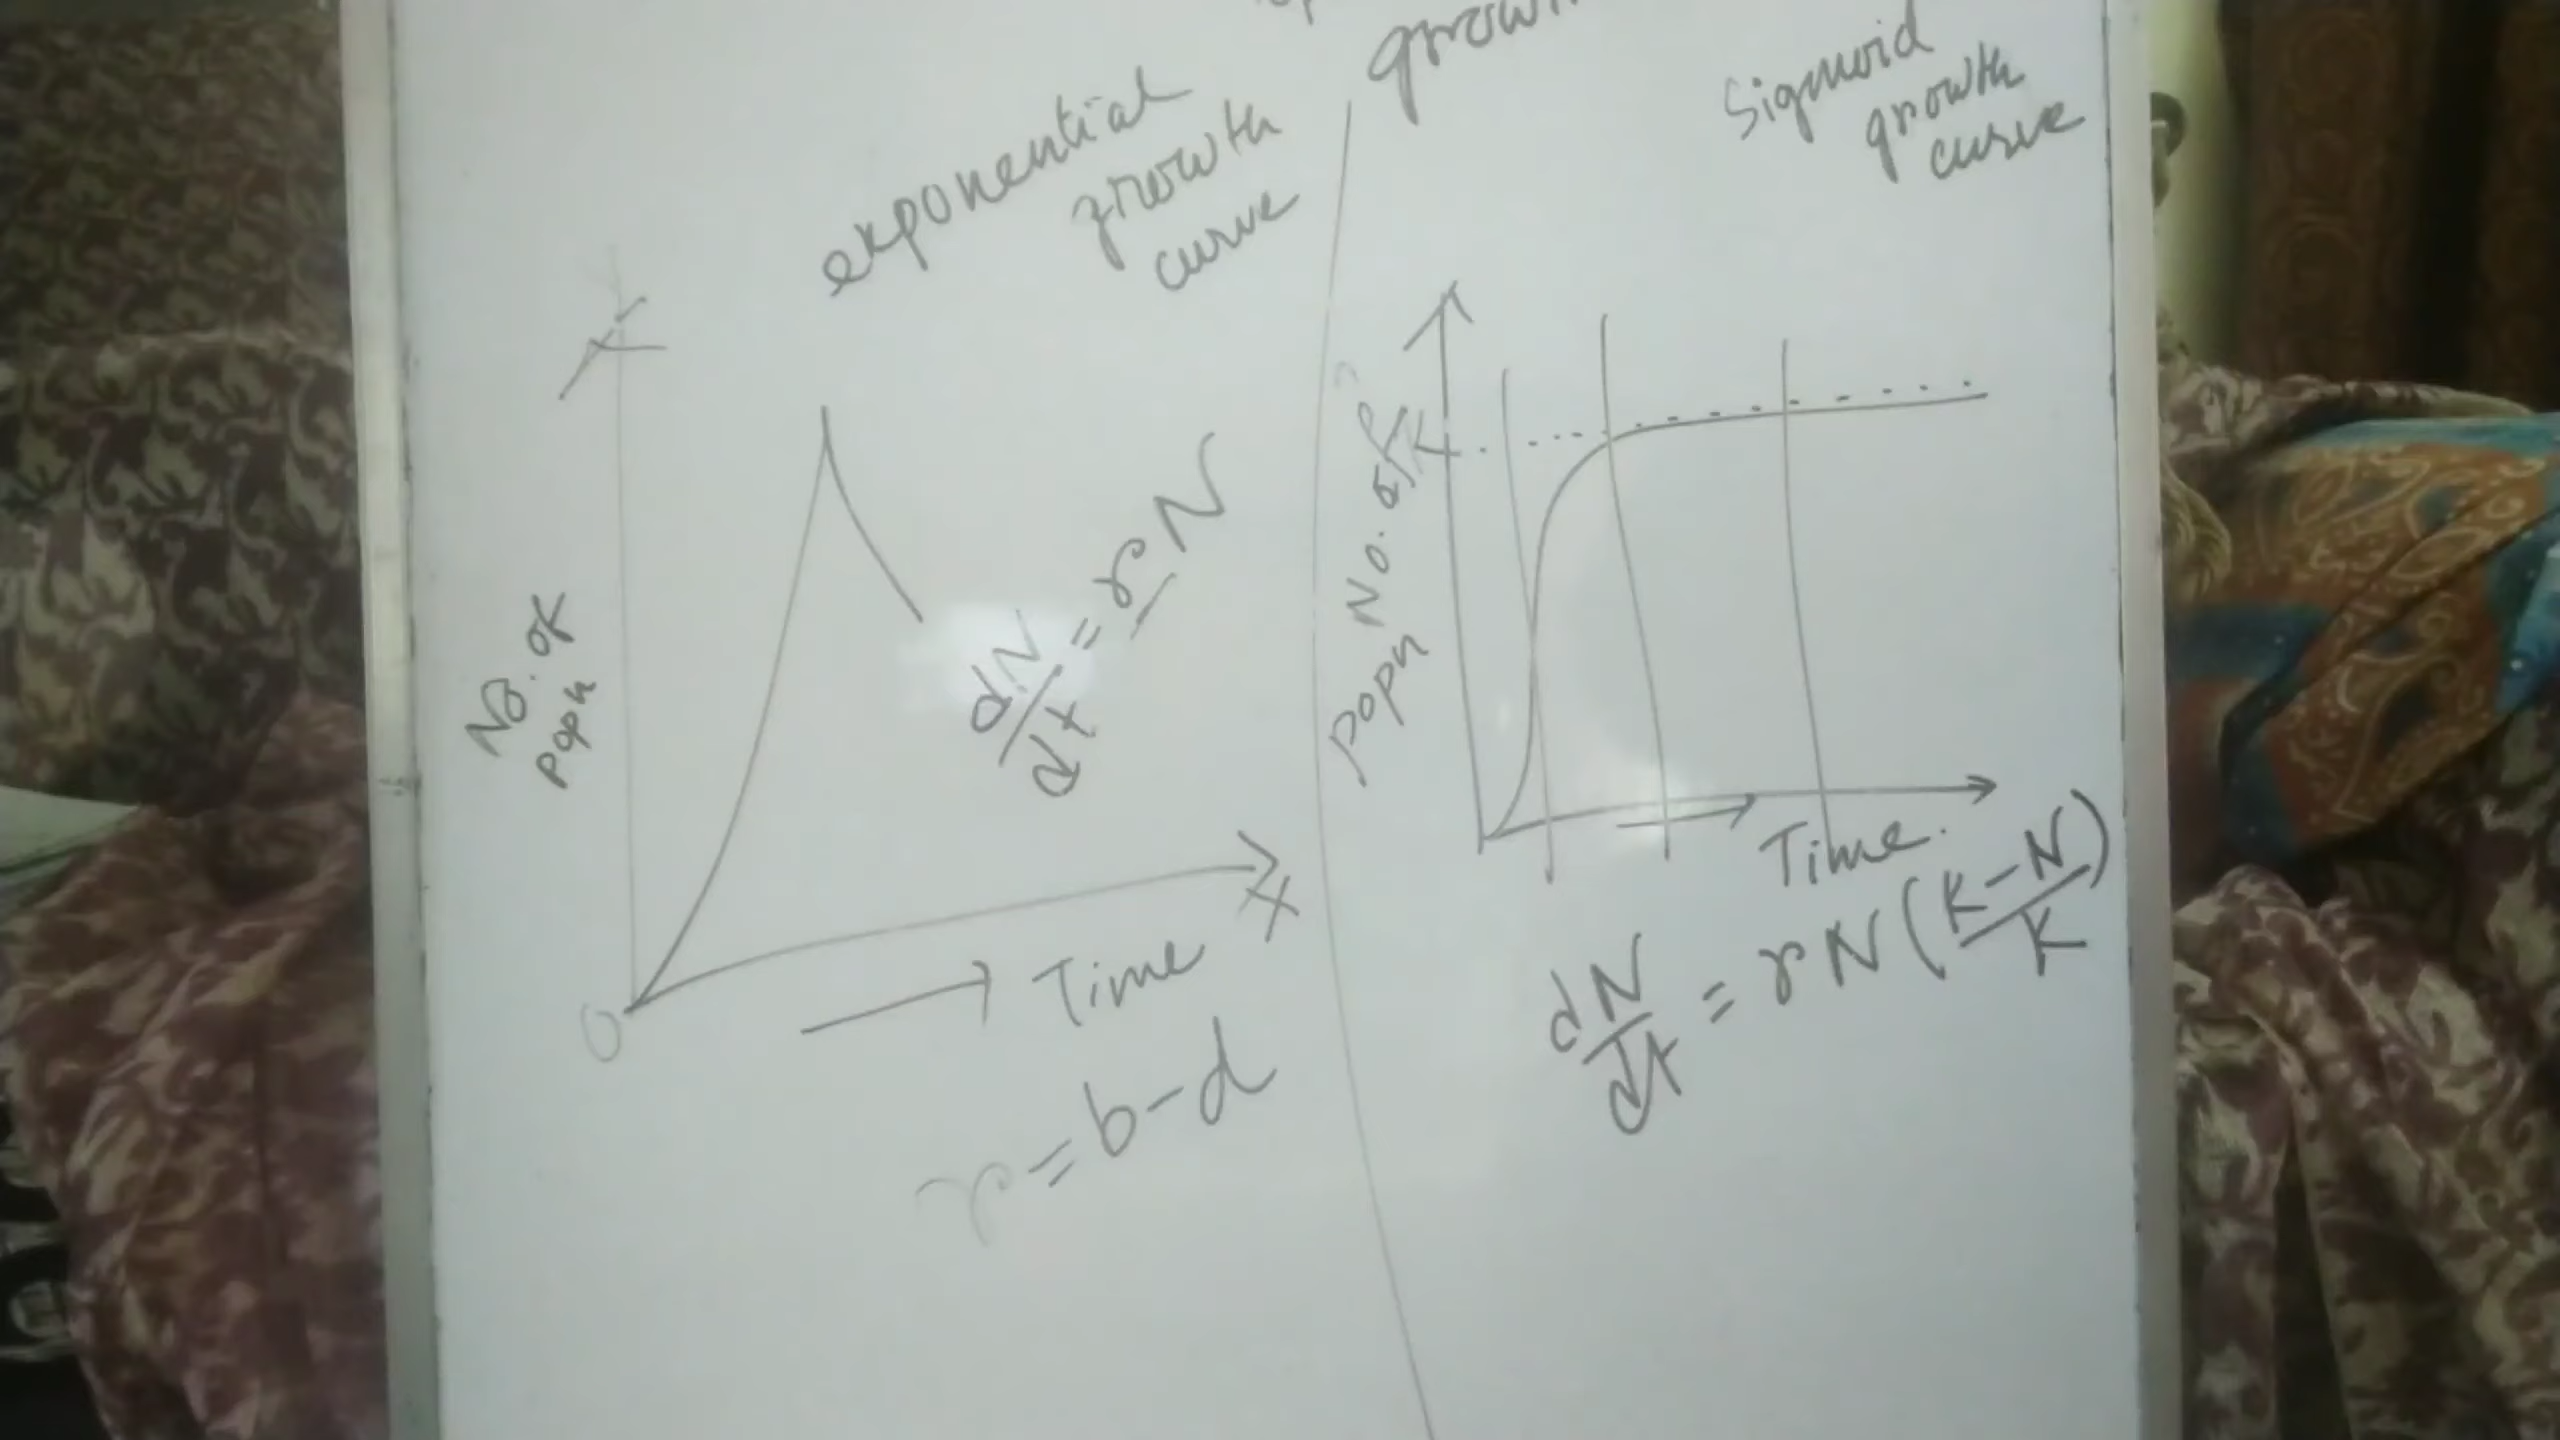 exponential
growth
curve
No. of
popn
dN/dt = rN
O
X
Time
r = b-d
Sigmoid
growth
curve
No. of
popn
K
Time.
dN/dt = rN(K-N/K)